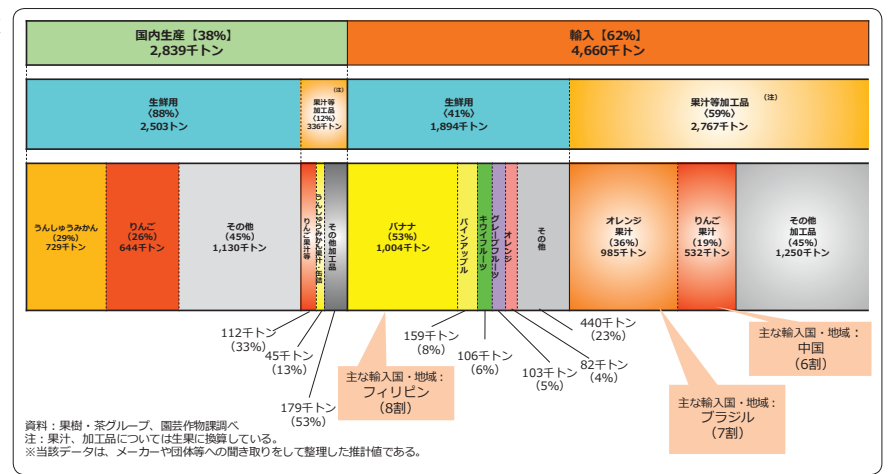 国内生産【38%】
2,839千トン
輸入【62%】
4,660千トン
生鮮用
〈88%〉
2,503千トン
(注)
果汁等
加工品
〈12%〉
336千トン
生鮮用
〈41%〉
1,894千トン
果汁等加工品
(注)
〈59%〉
2,767千トン
うんしゅうみかん
(29%)
729千トン
りんご
(26%)
644千トン
その他
(45%)
1,130千トン
りんご果汁等
うんしゅうみかん果汁・缶詰
その他加工品
バナナ
(53%)
1,004千トン
パインアップル
キウイフルーツ
グレープフルーツ
オレンジ
その他
オレンジ
果汁
(36%)
985千トン
りんご
果汁
(19%)
532千トン
その他
加工品
(45%)
1,250千トン
112千トン
(33%)
45千トン
(13%)
179千トン
(53%)
主な輸入国・地域：
フィリピン
(8割)
159千トン
(8%)
106千トン
(6%)
103千トン
(5%)
82千トン
(4%)
440千トン
(23%)
主な輸入国・地域：
ブラジル
(7割)
主な輸入国・地域：
中国
(6割)
資料：果樹・茶グループ、園芸作物課調べ
注：果汁、加工品については生果に換算している。
※当該データは、メーカーや団体等への聞き取りをして整理した推計値である。